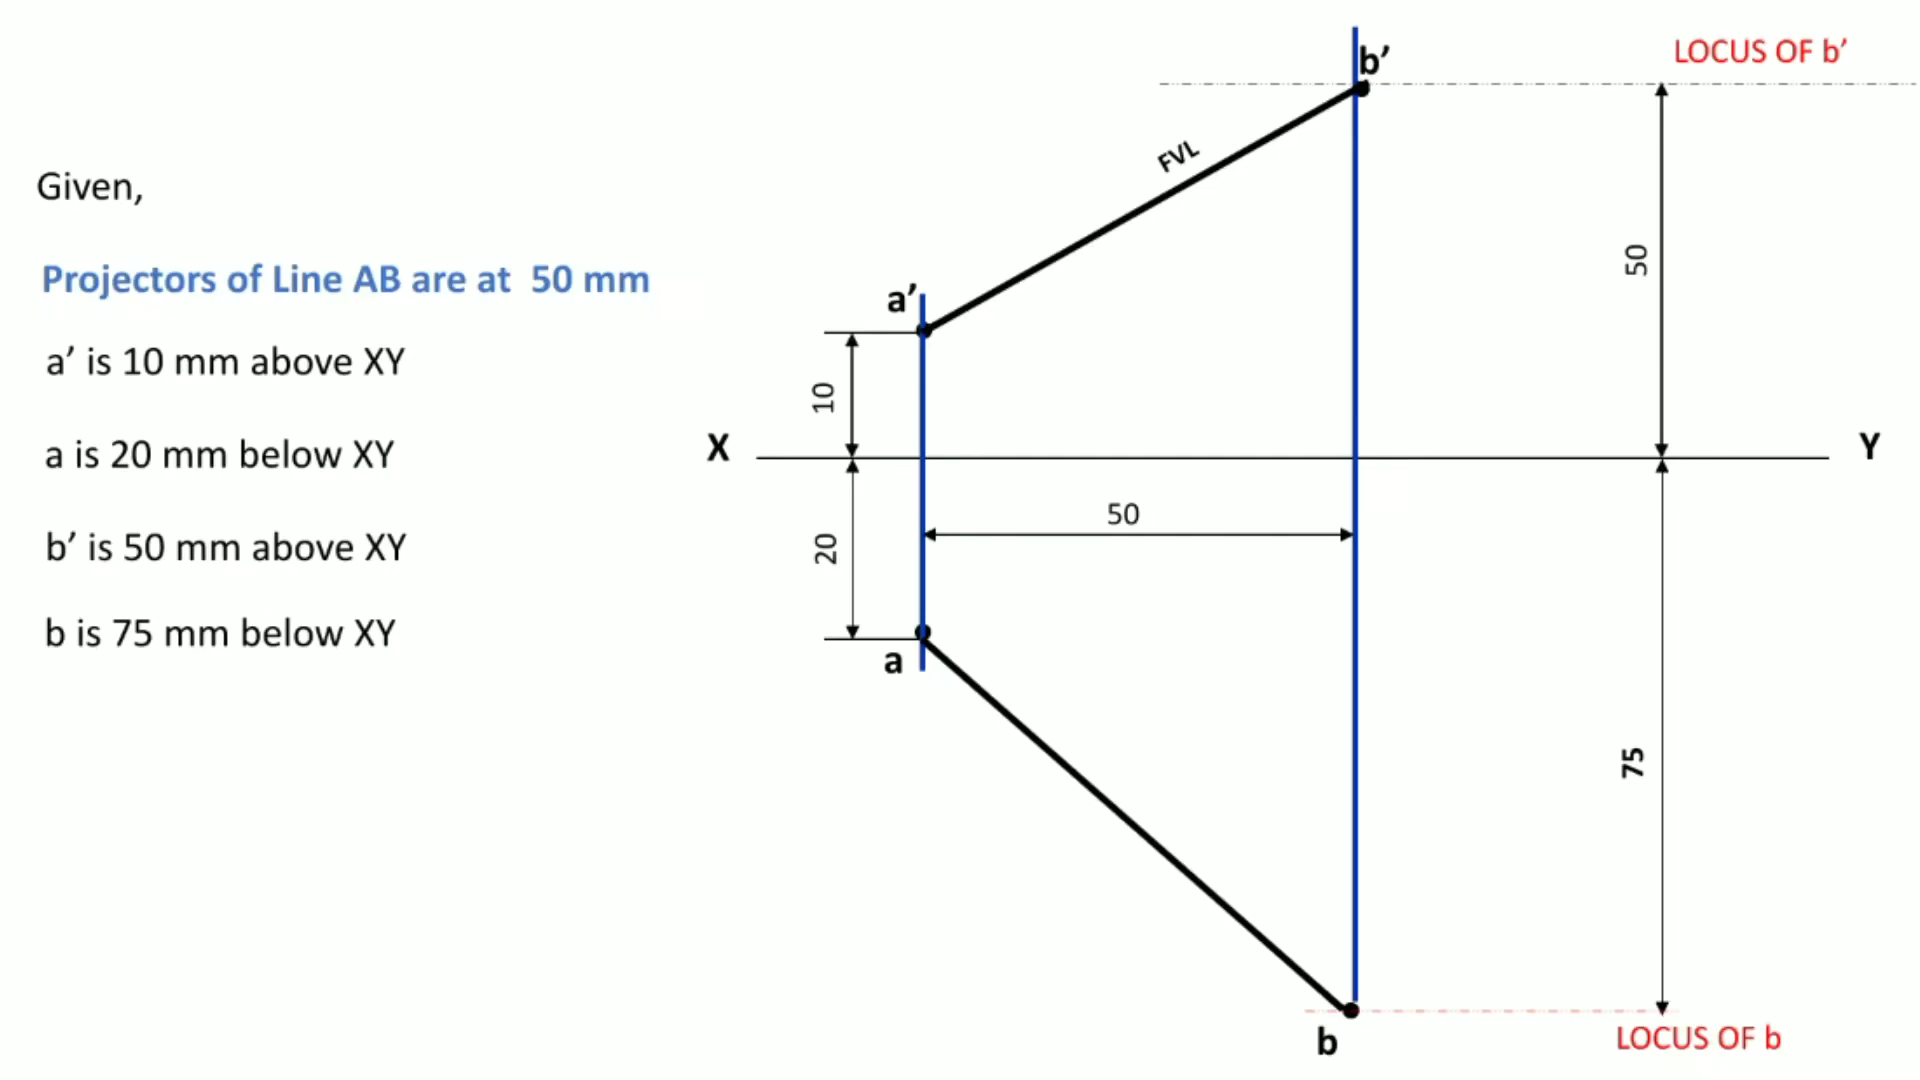 Given,
Projectors of Line AB are at 50 mm
a’ is 10 mm above XY
a is 20 mm below XY
b’ is 50 mm above XY
b is 75 mm below XY
LOCUS OF b’
b’
FVL
a’
50
10
X
Y
50
20
a
75
b
LOCUS OF b